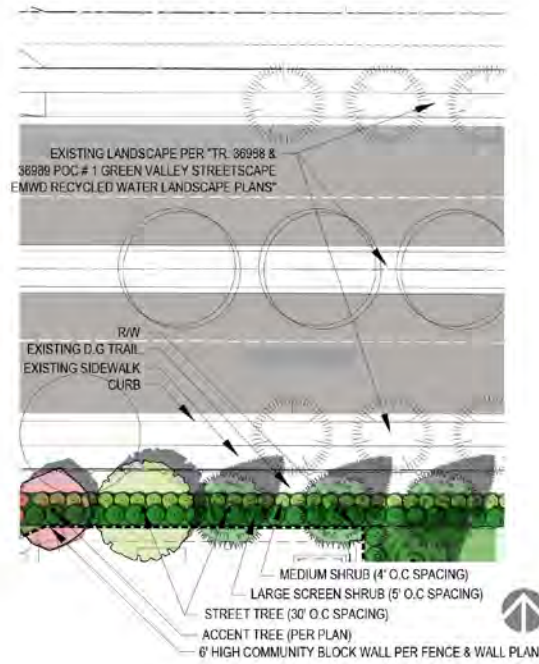 EXISTING LANDSCAPE PER "TR. 36988 &
36989 POC # 1 GREEN VALLEY STREETSCAPE
EMWD RECYCLED WATER LANDSCAPE PLANS"
R/W
EXISTING D.G TRAIL
EXISTING SIDEWALK
CURB
MEDIUM SHRUB (4' O.C SPACING)
LARGE SCREEN SHRUB (5' O.C SPACING)
STREET TREE (30' O.C SPACING)
ACCENT TREE (PER PLAN)
6' HIGH COMMUNITY BLOCK WALL PER FENCE & WALL PLAN